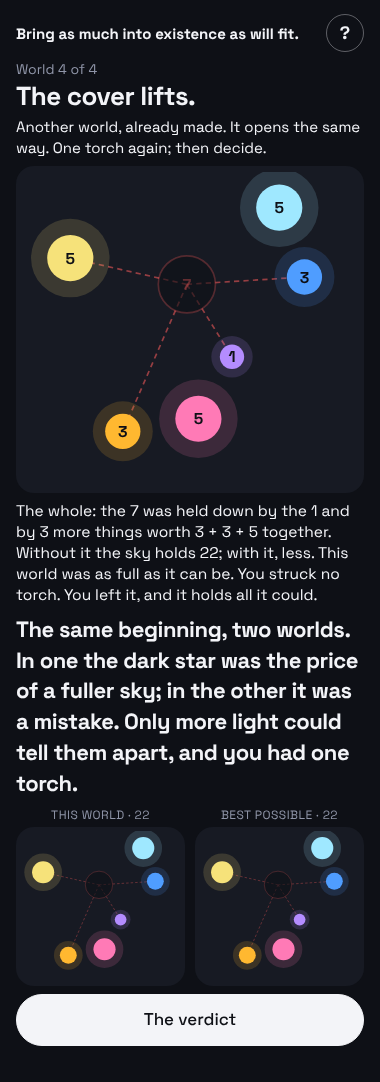 Bring as much into existence as will fit.
?
World 4 of 4
The cover lifts.
Another world, already made. It opens the same
way. One torch again; then decide.
5
5
7
3
1
5
3
The whole: the 7 was held down by the 1 and
by 3 more things worth 3 + 3 + 5 together.
Without it the sky holds 22; with it, less. This
world was as full as it can be. You struck no
torch. You left it, and it holds all it could.
The same beginning, two worlds.
In one the dark star was the price
of a fuller sky; in the other it was
a mistake. Only more light could
tell them apart, and you had one
torch.
THIS WORLD · 22
BEST POSSIBLE · 22
The verdict